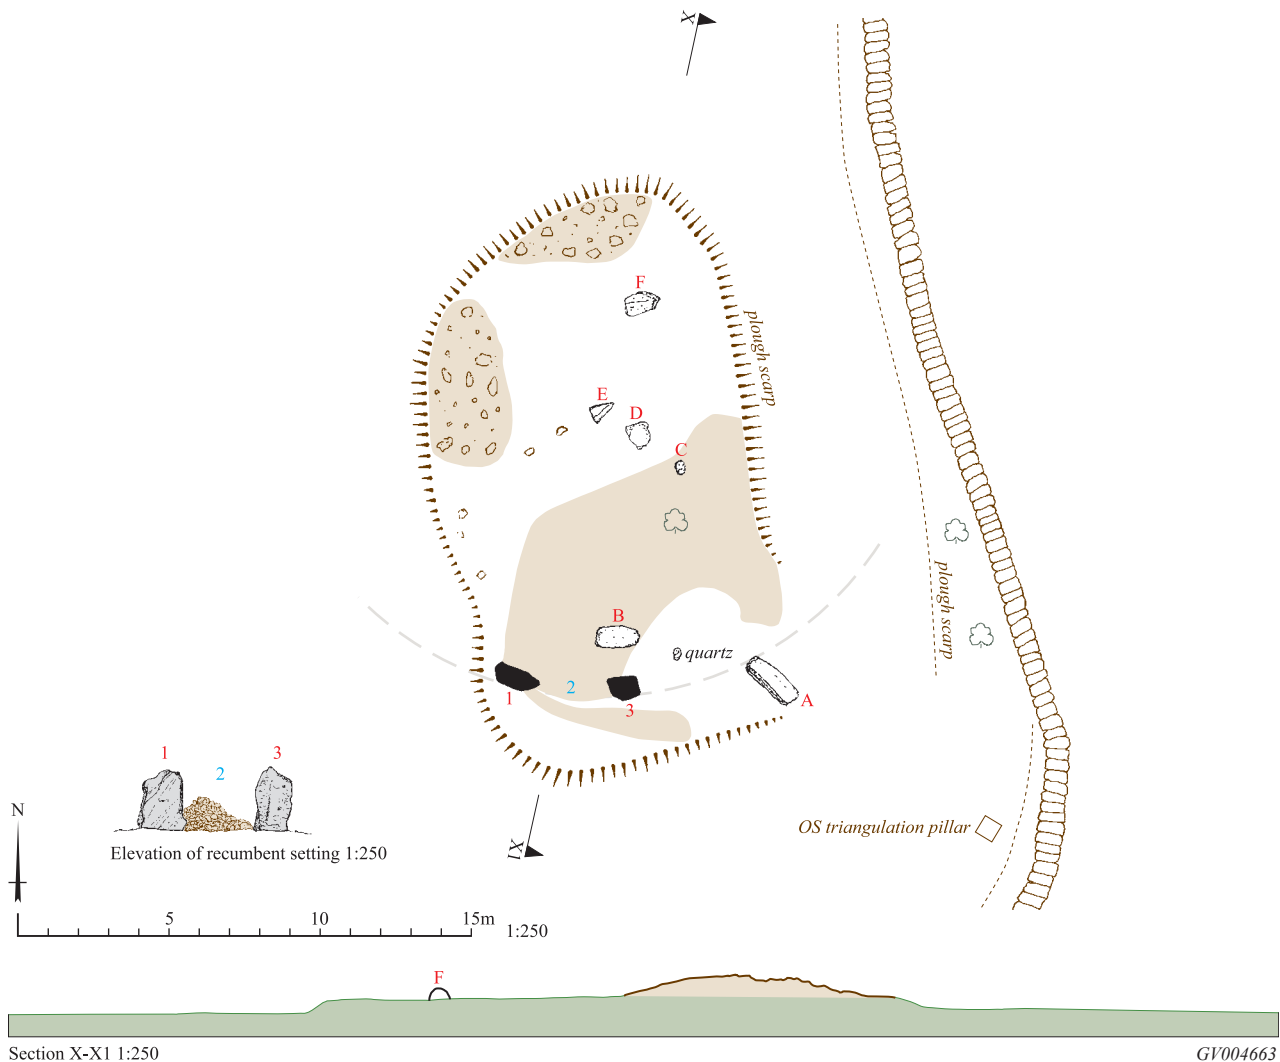 X
F
plough scarp
E
D
C
B
quartz
plough scarp
1
2
3
A
1
2
3
OS triangulation pillar
X1
N
Elevation of recumbent setting 1:250
5
10
15m
1:250
F
Section X-X1 1:250
GV004663